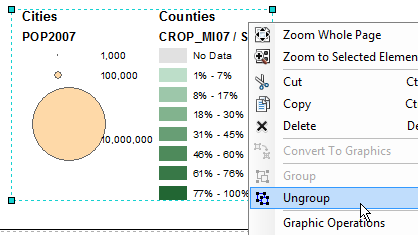 Cities
POP2007
1,000
100,000
10,000,000
Counties
CROP_MI07 / S
No Data
1% - 7%
8% - 17%
18% - 30%
31% - 45%
46% - 60%
61% - 76%
77% - 100%
Zoom Whole Page
Zoom to Selected Elemen
Cut Ct
Copy Ct
Delete De
Convert To Graphics
Group
Ungroup
Graphic Operations